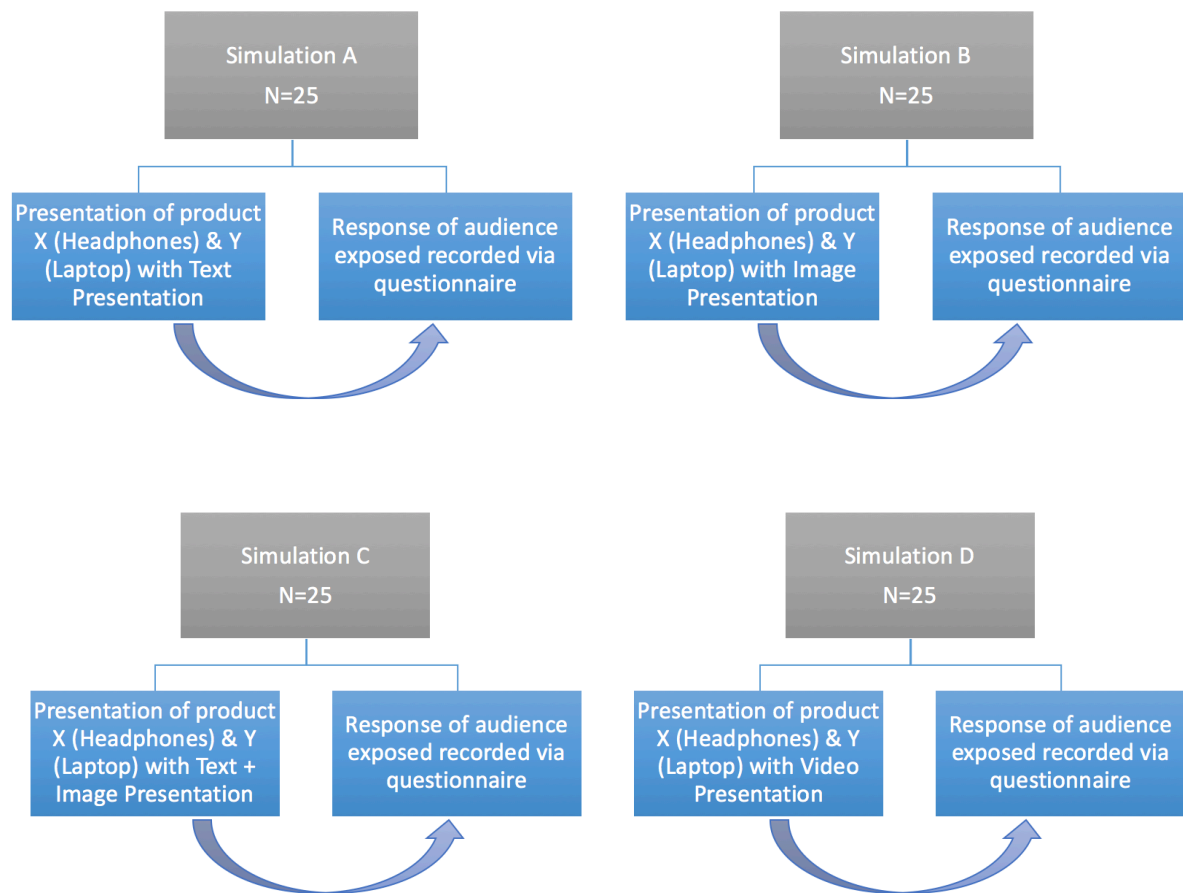 Simulation A
N=25
Presentation of product
X (Headphones) & Y
(Laptop) with Text
Presentation
Response of audience
exposed recorded via
questionnaire
Simulation B
N=25
Presentation of product
X (Headphones) & Y
(Laptop) with Image
Presentation
Response of audience
exposed recorded via
questionnaire
Simulation C
N=25
Presentation of product
X (Headphones) & Y
(Laptop) with Text +
Image Presentation
Response of audience
exposed recorded via
questionnaire
Simulation D
N=25
Presentation of product
X (Headphones) & Y
(Laptop) with Video
Presentation
Response of audience
exposed recorded via
questionnaire